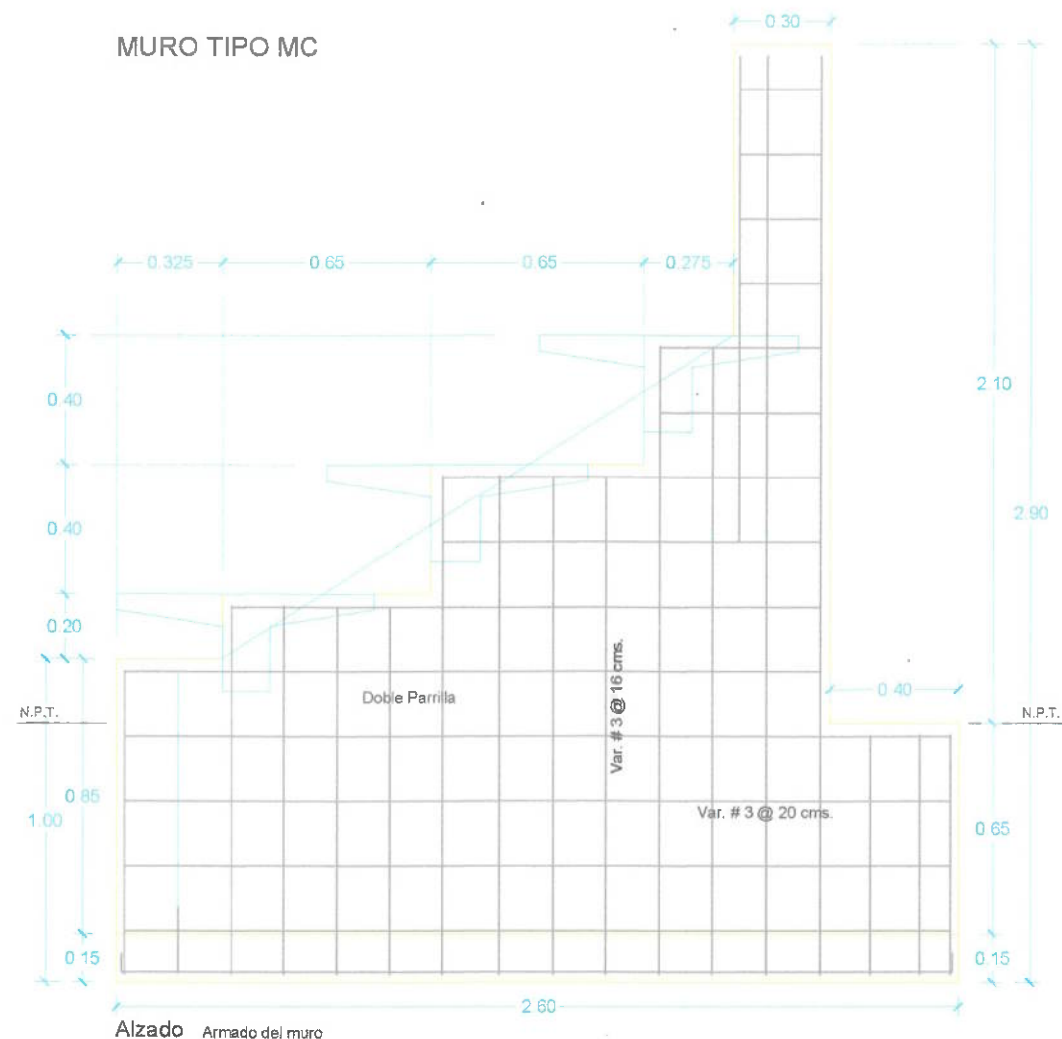 0.30
MURO TIPO MC
0.325
0.65
0.65
0.275
0.40
2.10
2.90
0.40
0.20
Doble Parrilla
Var. # 3 @ 16 cms.
0.40
N.P.T.
N.P.T.
0.85
1.00
Var. # 3 @ 20 cms.
0.65
0.15
0.15
2.60
Alzado Armado del muro